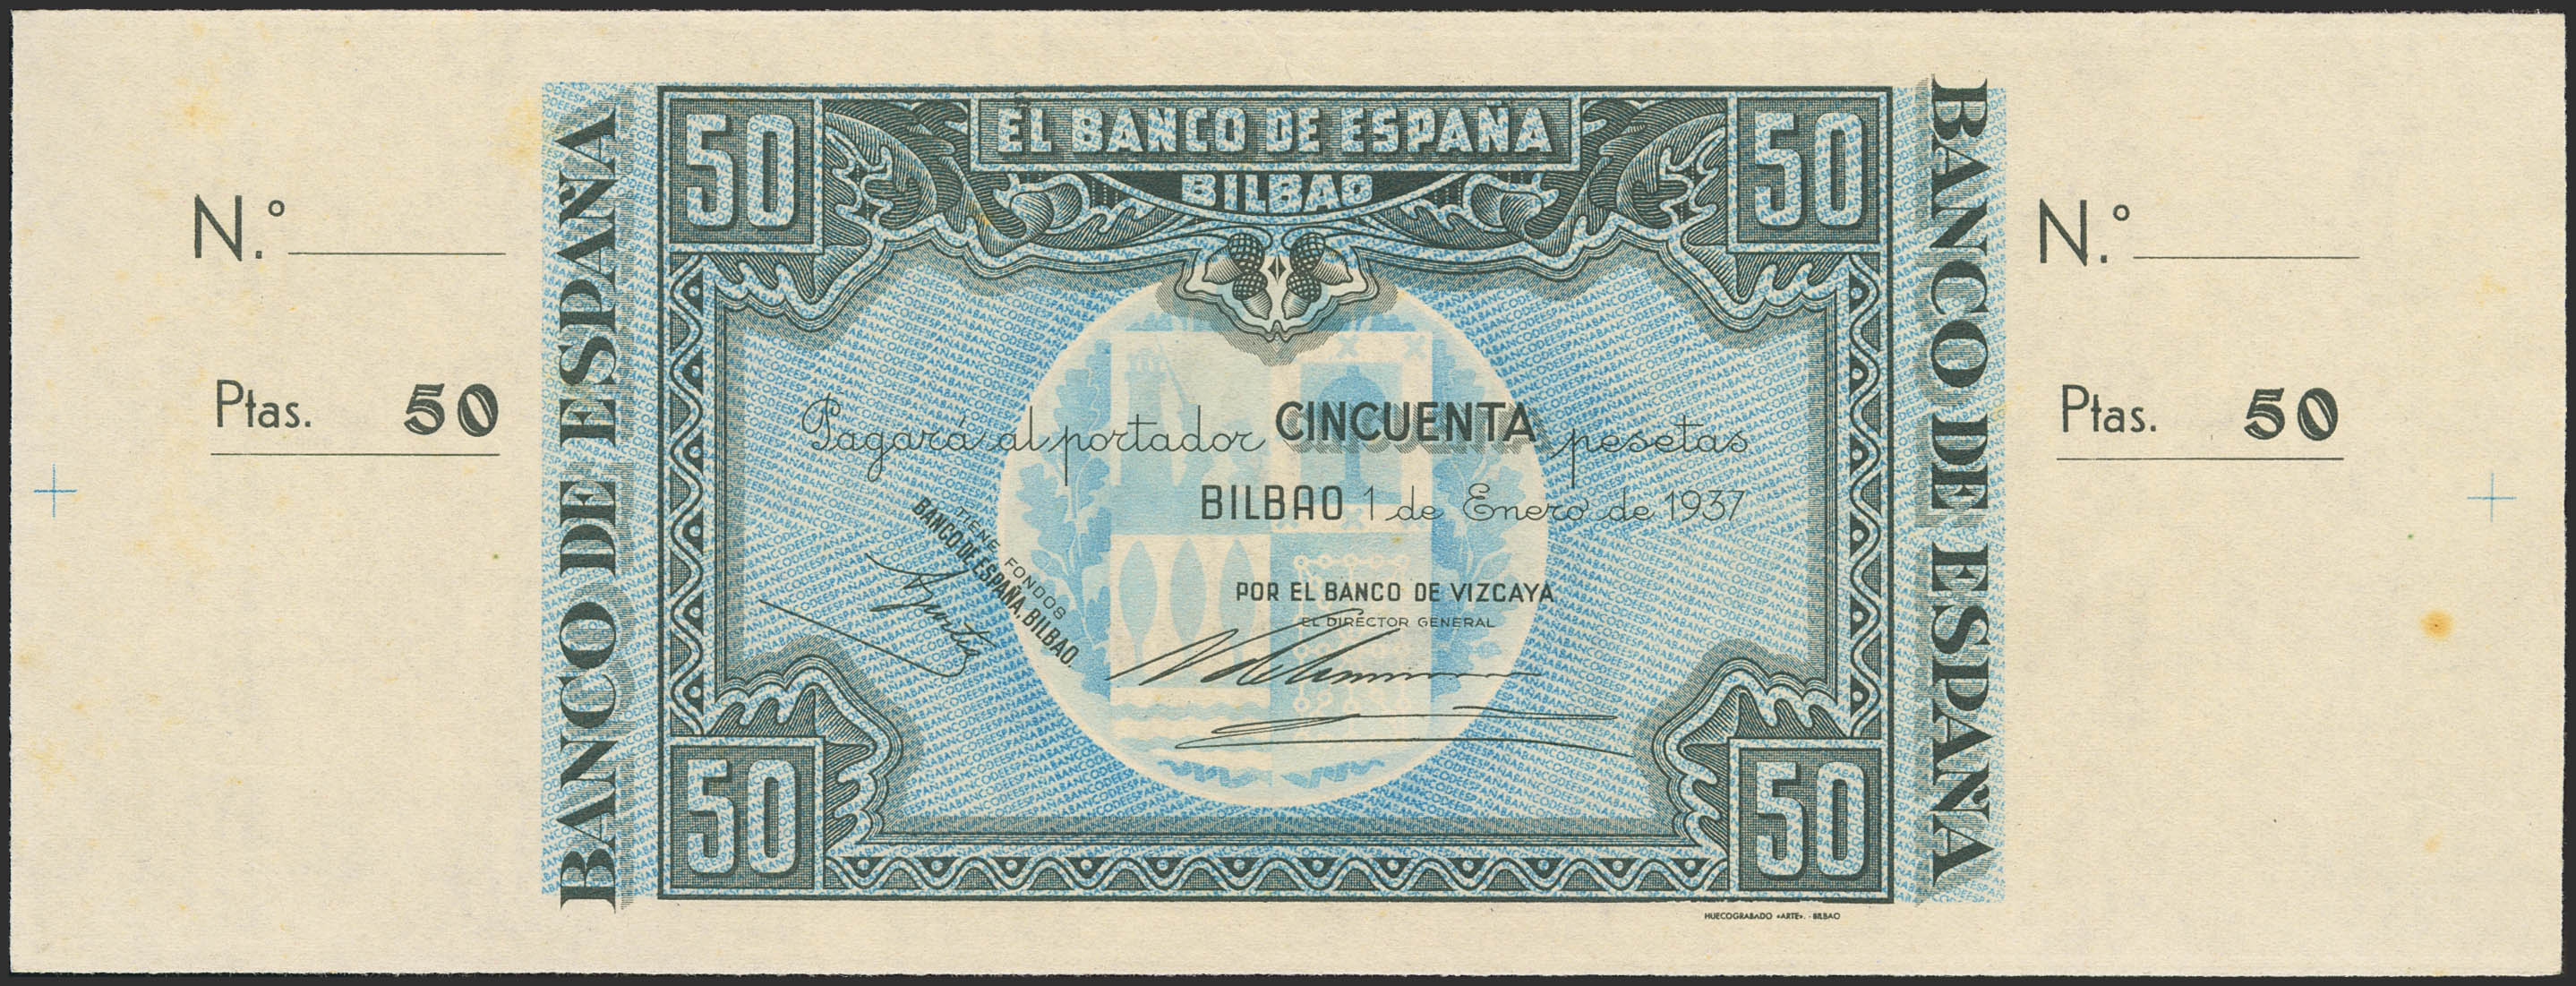 N.º
Ptas. 50
BANCO DE ESPAÑA
50
EL BANCO DE ESPAÑA
BILBAO
50
Pagará al portador CINCUENTA pesetas
BILBAO 1 de Enero de 1937
TIENE FONDOS
BANCO DE ESPAÑA, BILBAO.
POR EL BANCO DE VIZCAYA
EL DIRECTOR GENERAL
50
50
HUECOGRABADO «ARTE». - BILBAO
BANCO DE ESPAÑA
N.º
Ptas. 50